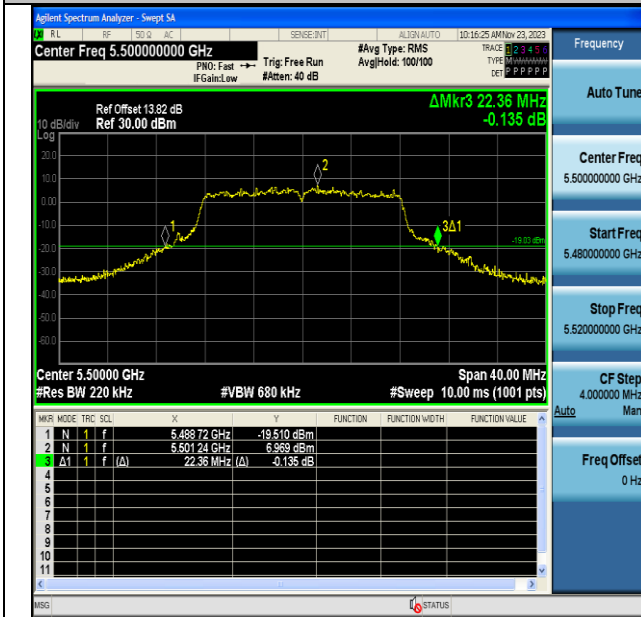 Agilent Spectrum Analyzer - Swept SA
RL RF 50 Ω AC SENSE:INT ALIGN AUTO 10:16:25 AM Nov 23, 2023
Center Freq 5.500000000 GHz
PNO: Fast
IFGain:Low
Trig: Free Run
#Atten: 40 dB
#Avg Type: RMS
Avg|Hold: 100/100
TRACE 1 2 3 4 5 6
TYPE M W W W W W
DET P P P P P P
Ref Offset 13.82 dB
10 dB/div Ref 30.00 dBm
Log
ΔMkr3 22.36 MHz
-0.135 dB
20.0
10.0
0.00
-10.0
-20.0
-30.0
-40.0
-50.0
-60.0
1
2
3Δ1
-19.03 dBm
Center 5.50000 GHz Span 40.00 MHz
#Res BW 220 kHz #VBW 680 kHz #Sweep 10.00 ms (1001 pts)
MKR MODE TRC SCL X Y FUNCTION FUNCTION WIDTH FUNCTION VALUE
1 N 1 f 5.488 72 GHz -19.510 dBm
2 N 1 f 5.501 24 GHz 6.969 dBm
3 Δ1 1 f (Δ) 22.36 MHz (Δ) -0.135 dB
4
5
6
7
8
9
10
11
MSG STATUS
Frequency
Auto Tune
Center Freq
5.500000000 GHz
Start Freq
5.480000000 GHz
Stop Freq
5.520000000 GHz
CF Step
4.000000 MHz
Auto Man
Freq Offset
0 Hz